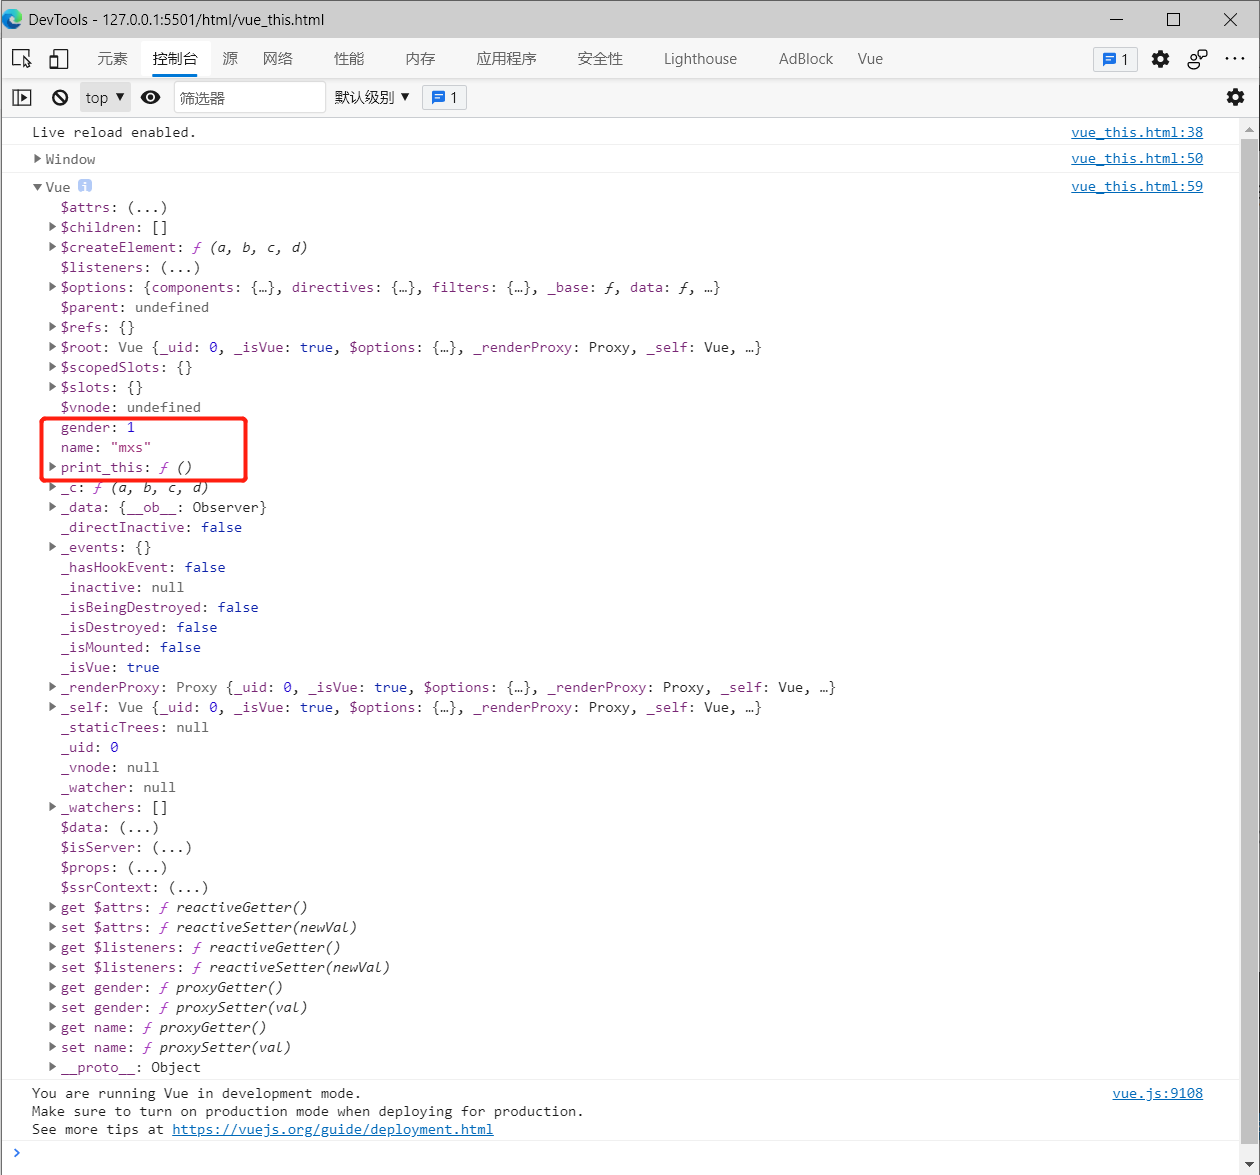 DevTools - 127.0.0.1:5501/html/vue_this.html
元素 控制台 源 网络 性能 内存 应用程序 安全性 Lighthouse AdBlock Vue 1
top ▼ 筛选器 默认级别 ▼ 1
Live reload enabled. vue_this.html:38
▶Window vue_this.html:50
▼Vue i vue_this.html:59
$attrs: (...)
▶$children: []
▶$createElement: ƒ (a, b, c, d)
$listeners: (...)
▶$options: {components: {…}, directives: {…}, filters: {…}, _base: ƒ, data: ƒ, …}
$parent: undefined
▶$refs: {}
▶$root: Vue {_uid: 0, _isVue: true, $options: {…}, _renderProxy: Proxy, _self: Vue, …}
▶$scopedSlots: {}
▶$slots: {}
$vnode: undefined
gender: 1
name: "mxs"
▶print_this: ƒ ()
▶_c: ƒ (a, b, c, d)
▶_data: {__ob__: Observer}
_directInactive: false
▶_events: {}
_hasHookEvent: false
_inactive: null
_isBeingDestroyed: false
_isDestroyed: false
_isMounted: false
_isVue: true
▶_renderProxy: Proxy {_uid: 0, _isVue: true, $options: {…}, _renderProxy: Proxy, _self: Vue, …}
▶_self: Vue {_uid: 0, _isVue: true, $options: {…}, _renderProxy: Proxy, _self: Vue, …}
_staticTrees: null
_uid: 0
_vnode: null
_watcher: null
▶_watchers: []
$data: (...)
$isServer: (...)
$props: (...)
$ssrContext: (...)
▶get $attrs: ƒ reactiveGetter()
▶set $attrs: ƒ reactiveSetter(newVal)
▶get $listeners: ƒ reactiveGetter()
▶set $listeners: ƒ reactiveSetter(newVal)
▶get gender: ƒ proxyGetter()
▶set gender: ƒ proxySetter(val)
▶get name: ƒ proxyGetter()
▶set name: ƒ proxySetter(val)
▶__proto__: Object
You are running Vue in development mode. vue.js:9108
Make sure to turn on production mode when deploying for production.
See more tips at https://vuejs.org/guide/deployment.html